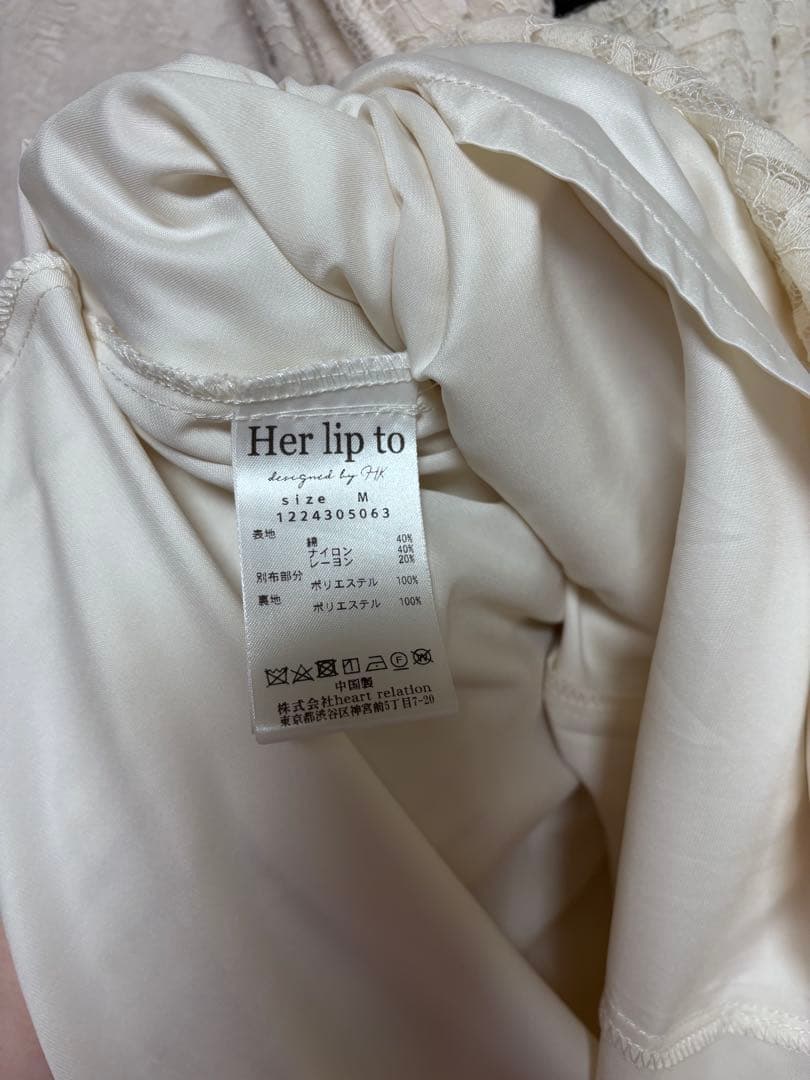 Her lip to
designed by HK
size M
1224305063
表地 綿 40%
ナイロン 40%
レーヨン 20%
別布部分 ポリエステル 100%
裏地 ポリエステル 100%
中国製
株式会社heart relation
東京都渋谷区神宮前5丁目7-20